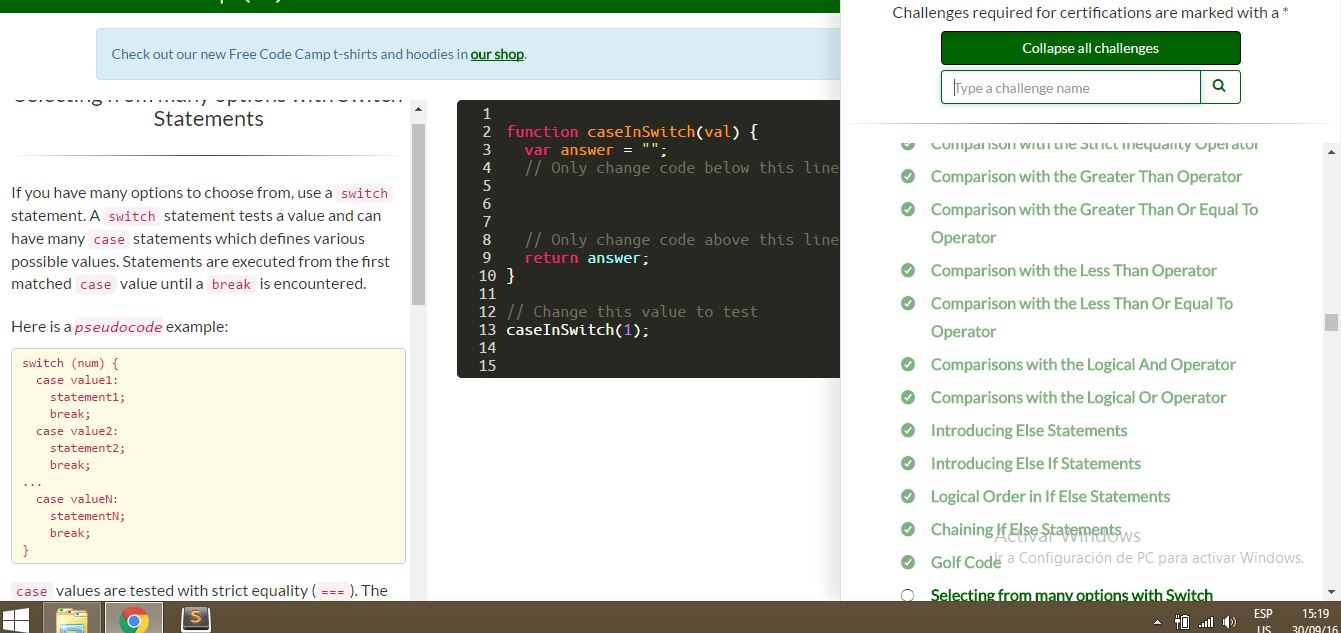 Check out our new Free Code Camp t-shirts and hoodies in our shop.
Selecting from many options with Switch
Statements
If you have many options to choose from, use a switch
statement. A switch statement tests a value and can
have many case statements which defines various
possible values. Statements are executed from the first
matched case value until a break is encountered.
Here is a pseudocode example:
switch (num) {
case value1:
statement1;
break;
case value2:
statement2;
break;
...
case valueN:
statementN;
break;
}
case values are tested with strict equality ( === ). The
1
2 function caseInSwitch(val) {
3 var answer = "";
4 // Only change code below this line
5
6
7
8 // Only change code above this line
9 return answer;
10 }
11
12 // Change this value to test
13 caseInSwitch(1);
14
15
Challenges required for certifications are marked with a *
Collapse all challenges
Type a challenge name
Comparison with the Strict Inequality Operator
Comparison with the Greater Than Operator
Comparison with the Greater Than Or Equal To
Operator
Comparison with the Less Than Operator
Comparison with the Less Than Or Equal To
Operator
Comparisons with the Logical And Operator
Comparisons with the Logical Or Operator
Introducing Else Statements
Introducing Else If Statements
Logical Order in If Else Statements
Chaining If Else Statements
Activar Windows
Golf Code
Ir a Configuración de PC para activar Windows.
Selecting from many options with Switch
S
ESP
US
15:19
30/09/16